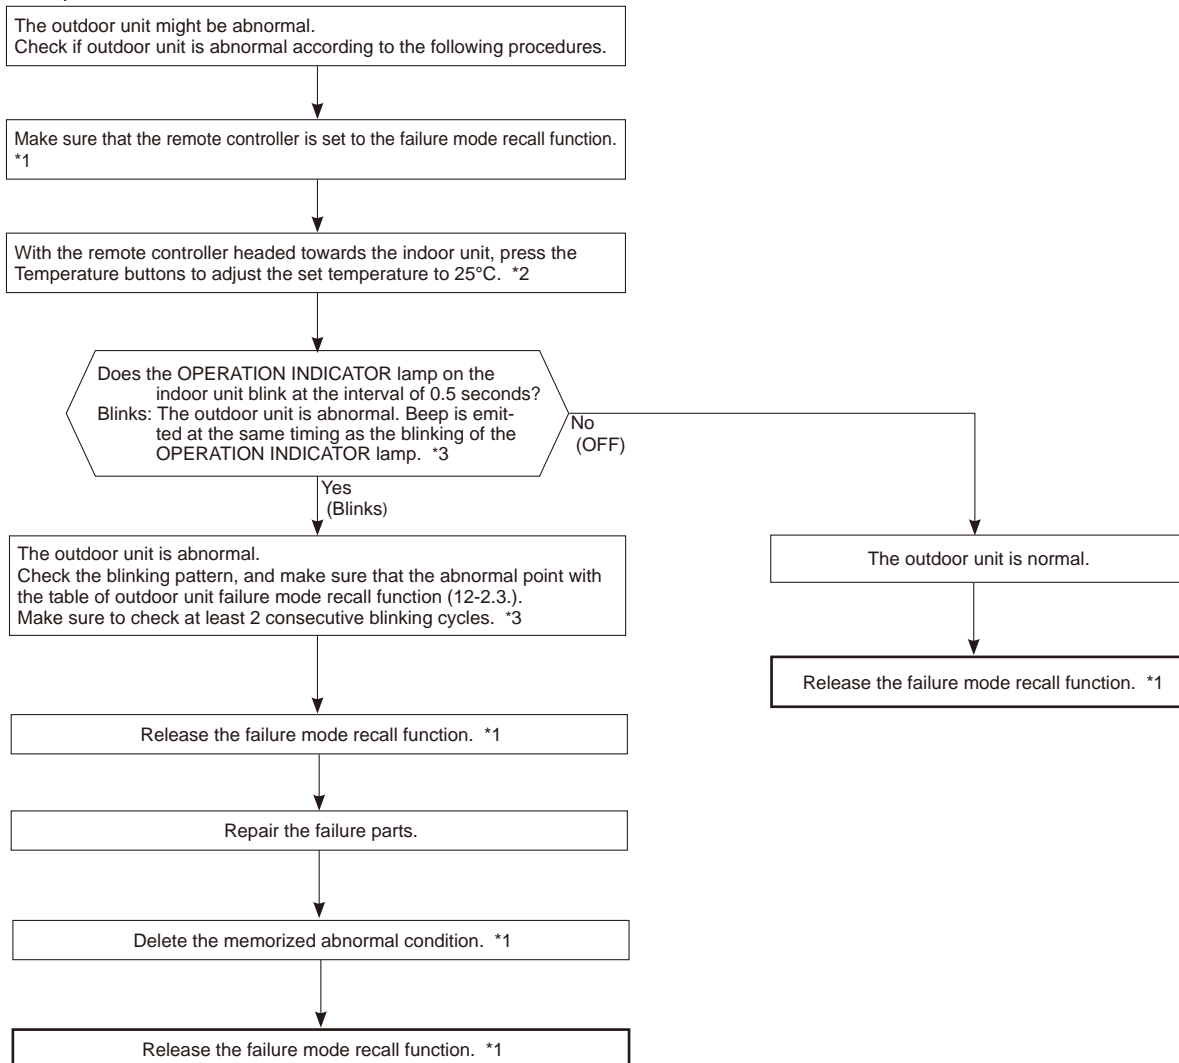 The outdoor unit might be abnormal.
Check if outdoor unit is abnormal according to the following procedures.
Make sure that the remote controller is set to the failure mode recall function.
*1
With the remote controller headed towards the indoor unit, press the
Temperature buttons to adjust the set temperature to 25°C. *2
Does the OPERATION INDICATOR lamp on the
indoor unit blink at the interval of 0.5 seconds?
Blinks: The outdoor unit is abnormal. Beep is emit-
ted at the same timing as the blinking of the
OPERATION INDICATOR lamp. *3
No
(OFF)
Yes
(Blinks)
The outdoor unit is abnormal.
Check the blinking pattern, and make sure that the abnormal point with
the table of outdoor unit failure mode recall function (12-2.3.).
Make sure to check at least 2 consecutive blinking cycles. *3
The outdoor unit is normal.
Release the failure mode recall function. *1
Release the failure mode recall function. *1
Repair the failure parts.
Delete the memorized abnormal condition. *1
Release the failure mode recall function. *1